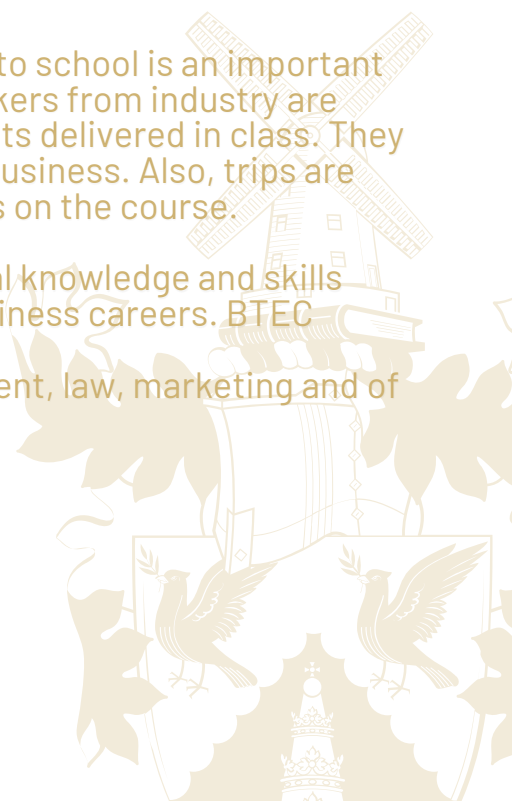 to school is an important
kers from industry are
ts delivered in class. They
usiness. Also, trips are
s on the course.
al knowledge and skills
iness careers. BTEC
ent, law, marketing and of